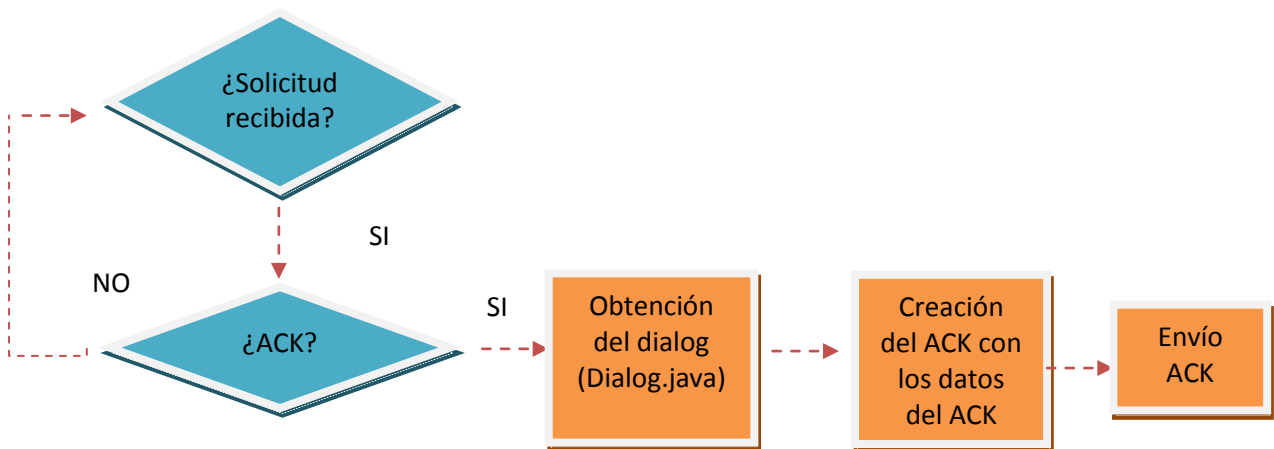 ¿Solicitud
recibida?
SI
NO
¿ACK?
SI
Obtención
del dialog
(Dialog.java)
Creación
del ACK con
los datos
del ACK
Envío
ACK